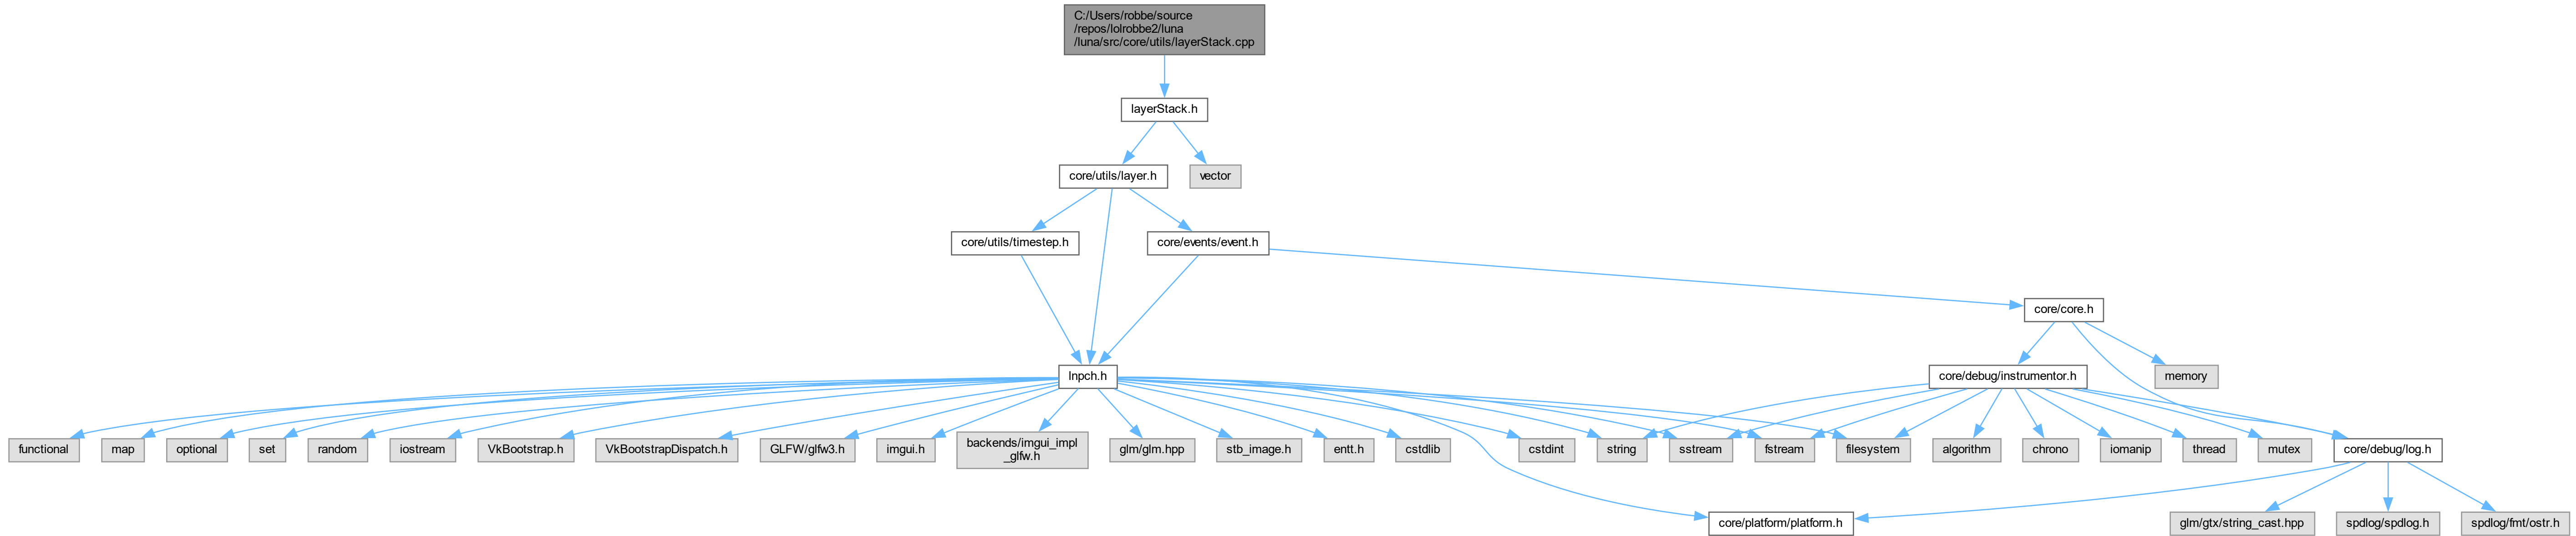 C:/Users/robbe/source
/repos/lolrobbe2/luna
/luna/src/core/utils/layerStack.cpp
layerStack.h
core/utils/layer.h
vector
core/utils/timestep.h
core/events/event.h
core/core.h
lnpch.h
core/debug/instrumentor.h
memory
functional
map
optional
set
random
iostream
VkBootstrap.h
VkBootstrapDispatch.h
GLFW/glfw3.h
imgui.h
backends/imgui_impl
_glfw.h
glm/glm.hpp
stb_image.h
entt.h
cstdlib
cstdint
string
sstream
fstream
filesystem
algorithm
chrono
iomanip
thread
mutex
core/debug/log.h
core/platform/platform.h
glm/gtx/string_cast.hpp
spdlog/spdlog.h
spdlog/fmt/ostr.h